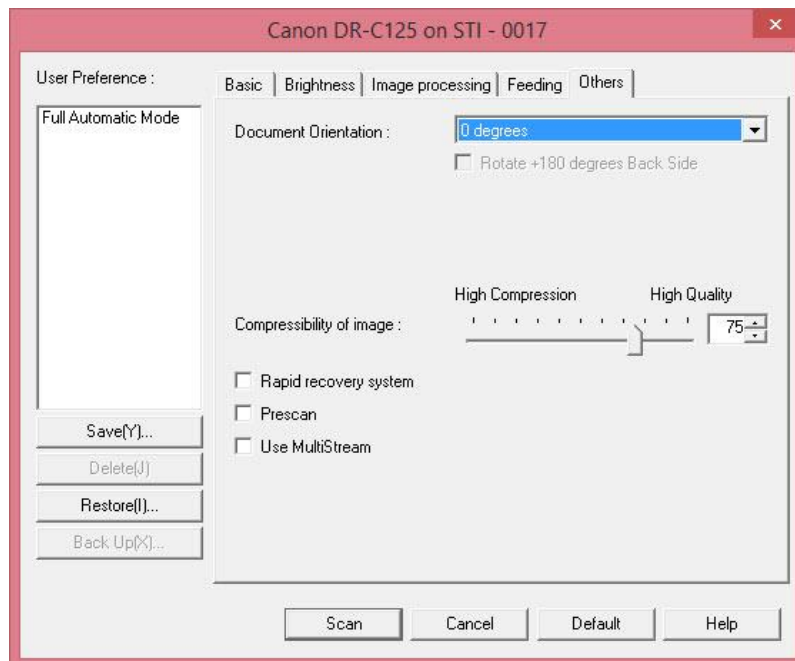 Canon DR-C125 on STI - 0017
User Preference :
Full Automatic Mode
Save(Y)...
Delete(J)
Restore(I)...
Back Up(X)...
Basic
Brightness
Image processing
Feeding
Others
Document Orientation :
0 degrees
Rotate +180 degrees Back Side
High Compression
High Quality
Compressibility of image :
75
Rapid recovery system
Prescan
Use MultiStream
Scan
Cancel
Default
Help